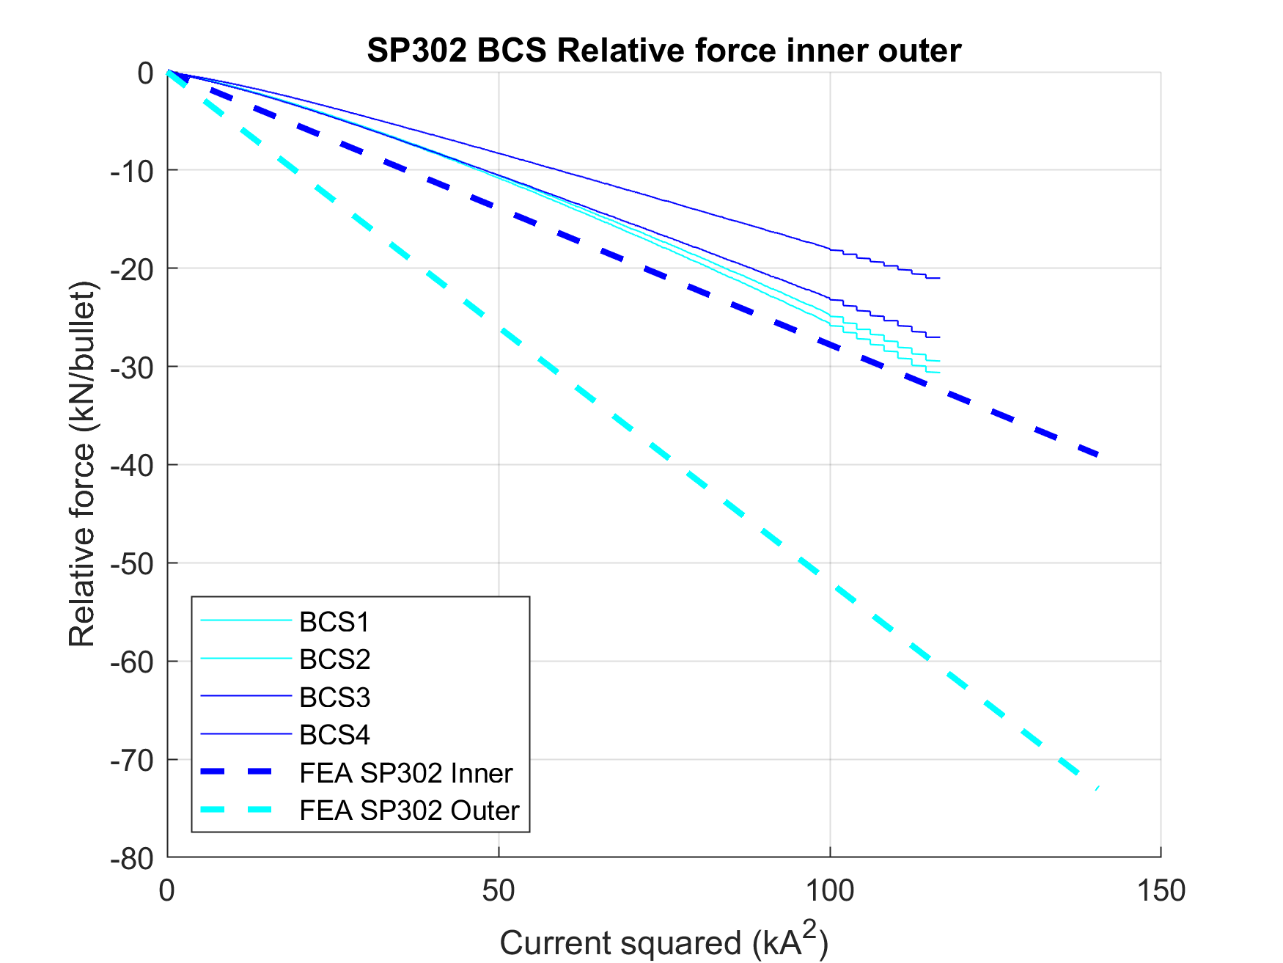 SP302 BCS Relative force inner outer
Relative force (kN/bullet)
0
-10
-20
-30
-40
-50
-60
-70
-80
BCS1
BCS2
BCS3
BCS4
FEA SP302 Inner
FEA SP302 Outer
0 50 100 150
Current squared (kA²)